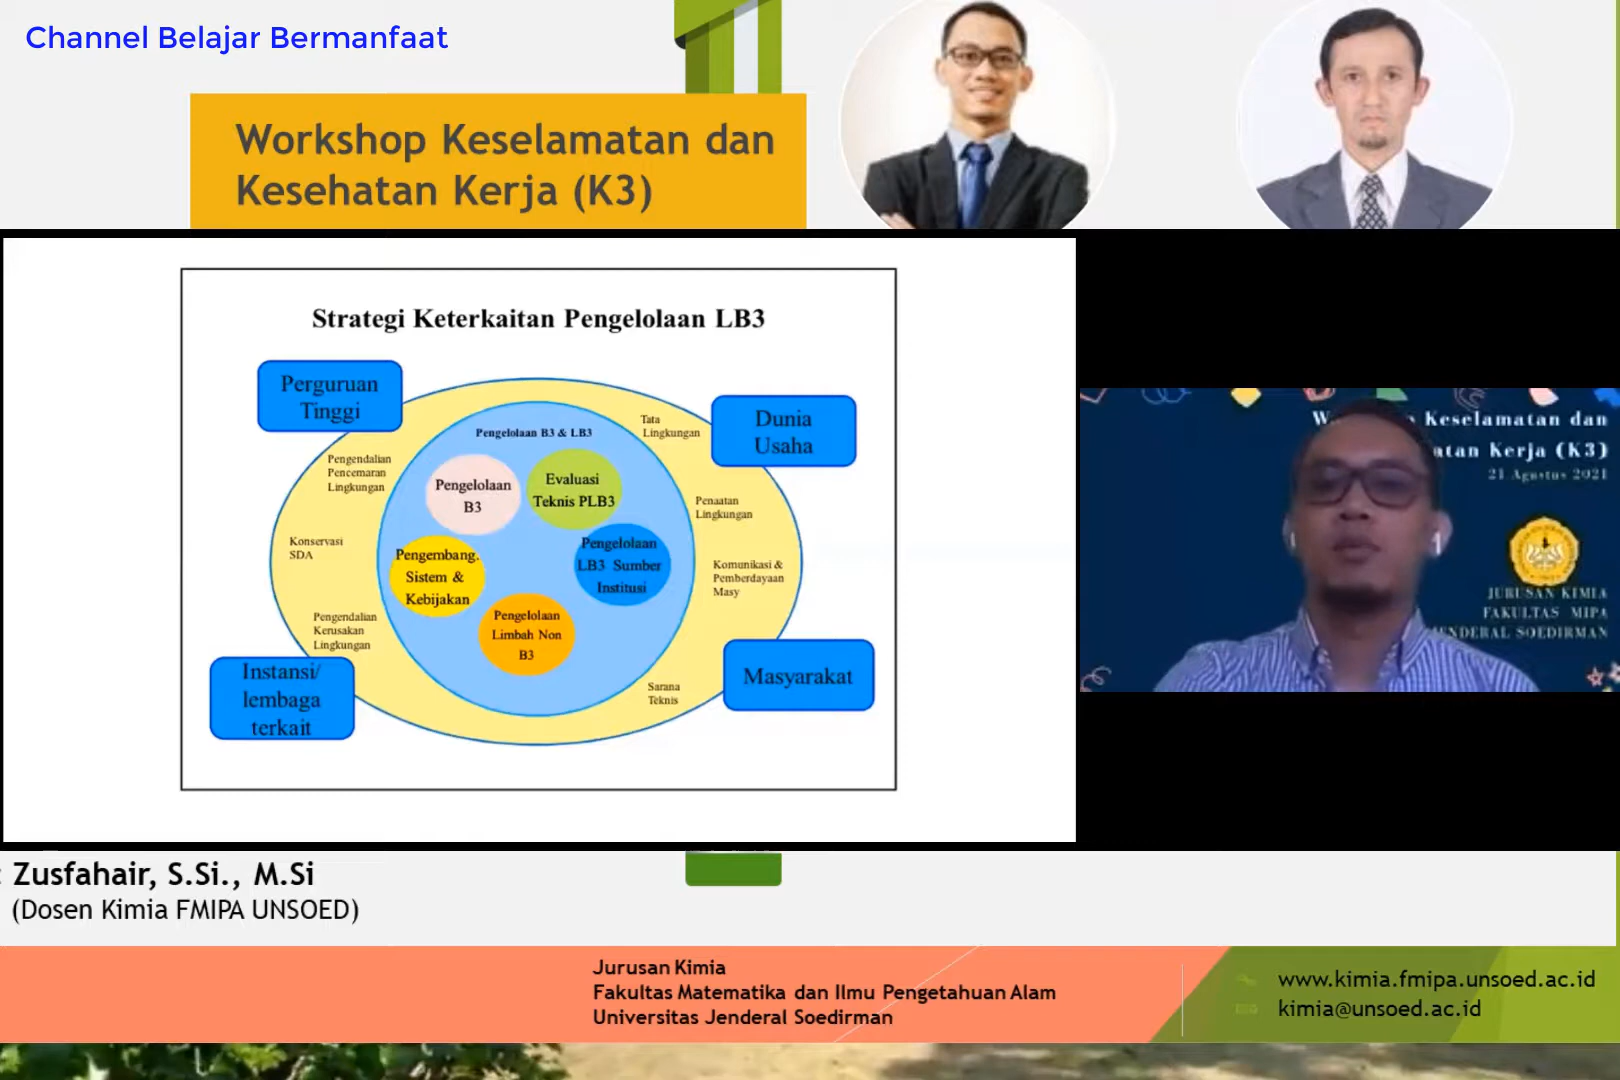 Channel Belajar Bermanfaat
Workshop Keselamatan dan
Kesehatan Kerja (K3)
Strategi Keterkaitan Pengelolaan LB3
Perguruan
Tinggi
Dunia
Usaha
Tata
Lingkungan
Pengelolaan B3 & LB3
Pengendalian
Pencemaran
Lingkungan
Pengelolaan
B3
Evaluasi
Teknis PLB3
Penaatan
Lingkungan
Konservasi
SDA
Pengembang.
Sistem &
Kebijakan
Pengelolaan
LB3 Sumber
Institusi
Komunikasi &
Pemberdayaan
Masy
Pengendalian
Kerusakan
Lingkungan
Pengelolaan
Limbah Non
B3
Instansi/
lembaga
terkait
Sarana
Teknis
Masyarakat
Keselamatan dan
atan Kerja (K3)
21 Agustus 2021
JURUSAN KIMIA
FAKULTAS MIPA
JENDERAL SOEDIRMAN
: Zusfahair, S.Si., M.Si
(Dosen Kimia FMIPA UNSOED)
Jurusan Kimia
Fakultas Matematika dan Ilmu Pengetahuan Alam
Universitas Jenderal Soedirman
www.kimia.fmipa.unsoed.ac.id
kimia@unsoed.ac.id